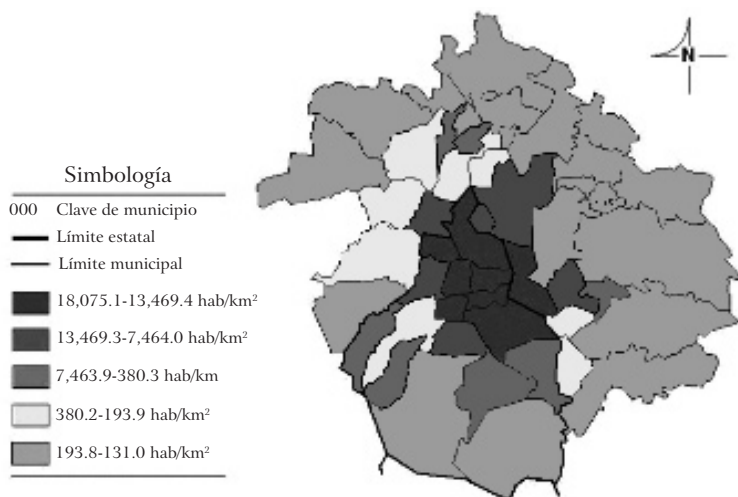 N
Simbología
000 Clave de municipio
Límite estatal
Límite municipal
18,075.1-13,469.4 hab/km²
13,469.3-7,464.0 hab/km²
7,463.9-380.3 hab/km
380.2-193.9 hab/km²
193.8-131.0 hab/km²